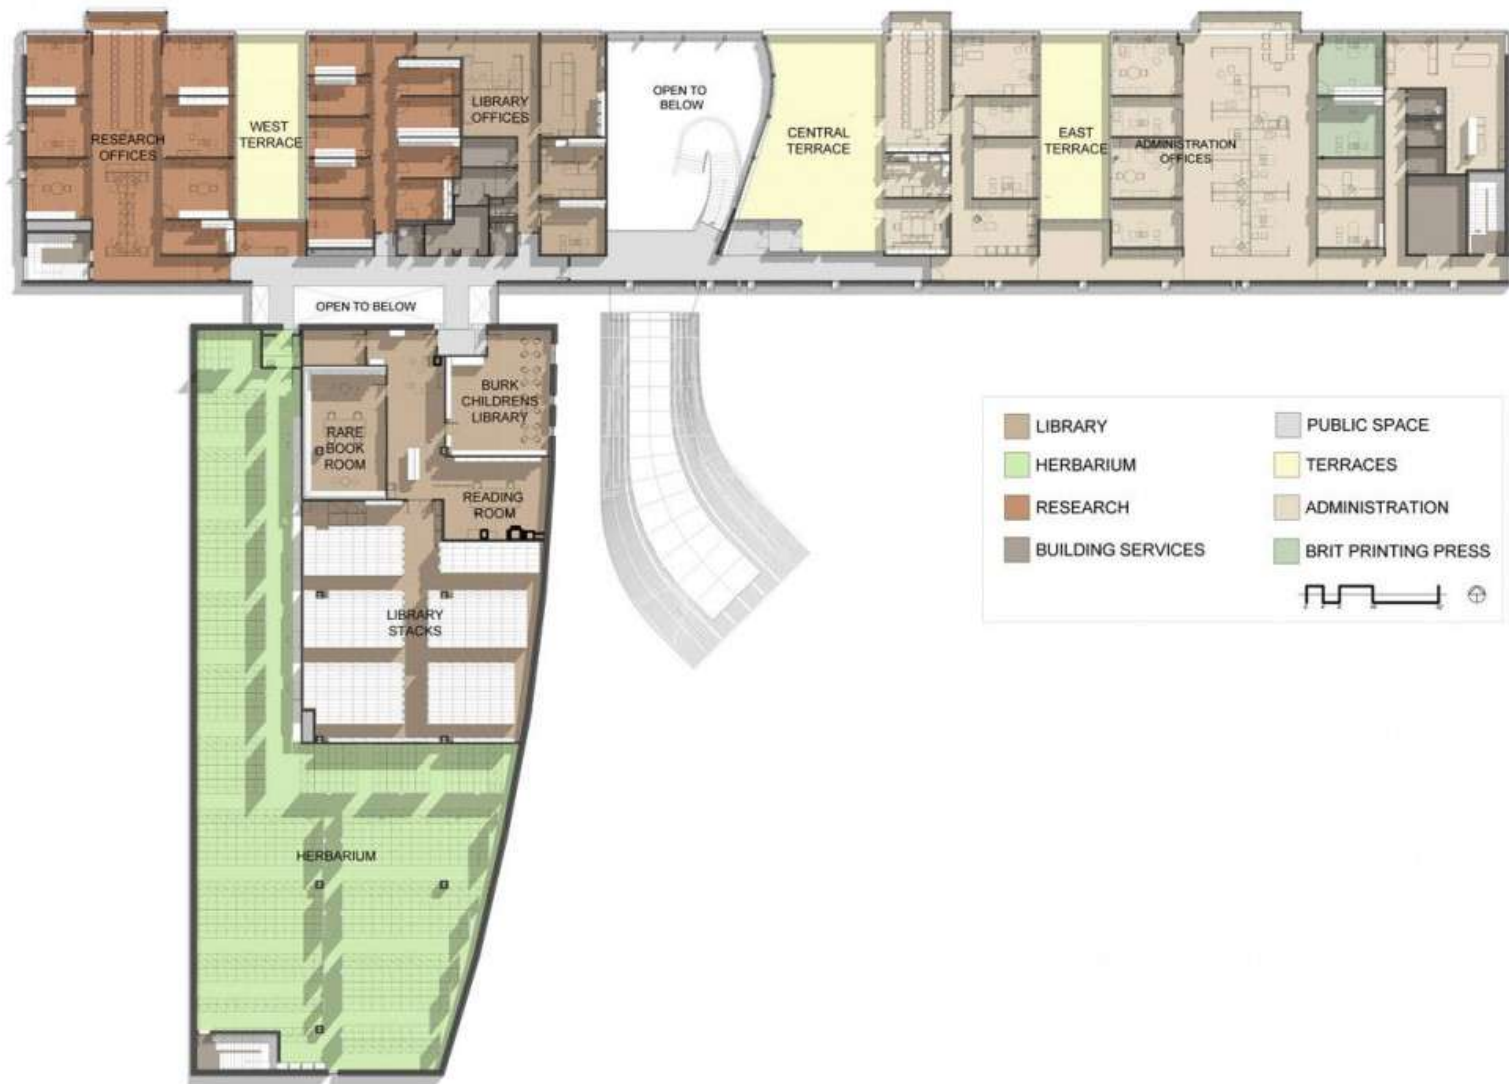 RESEARCH
OFFICES
WEST
TERRACE
LIBRARY
OFFICES
OPEN TO
BELOW
CENTRAL
TERRACE
EAST
TERRACE
ADMINISTRATION
OFFICES
OPEN TO BELOW
BURK
CHILDRENS
LIBRARY
RARE
BOOK
ROOM
READING
ROOM
LIBRARY
STACKS
HERBARIUM
LIBRARY
HERBARIUM
RESEARCH
BUILDING SERVICES
PUBLIC SPACE
TERRACES
ADMINISTRATION
BRIT PRINTING PRESS